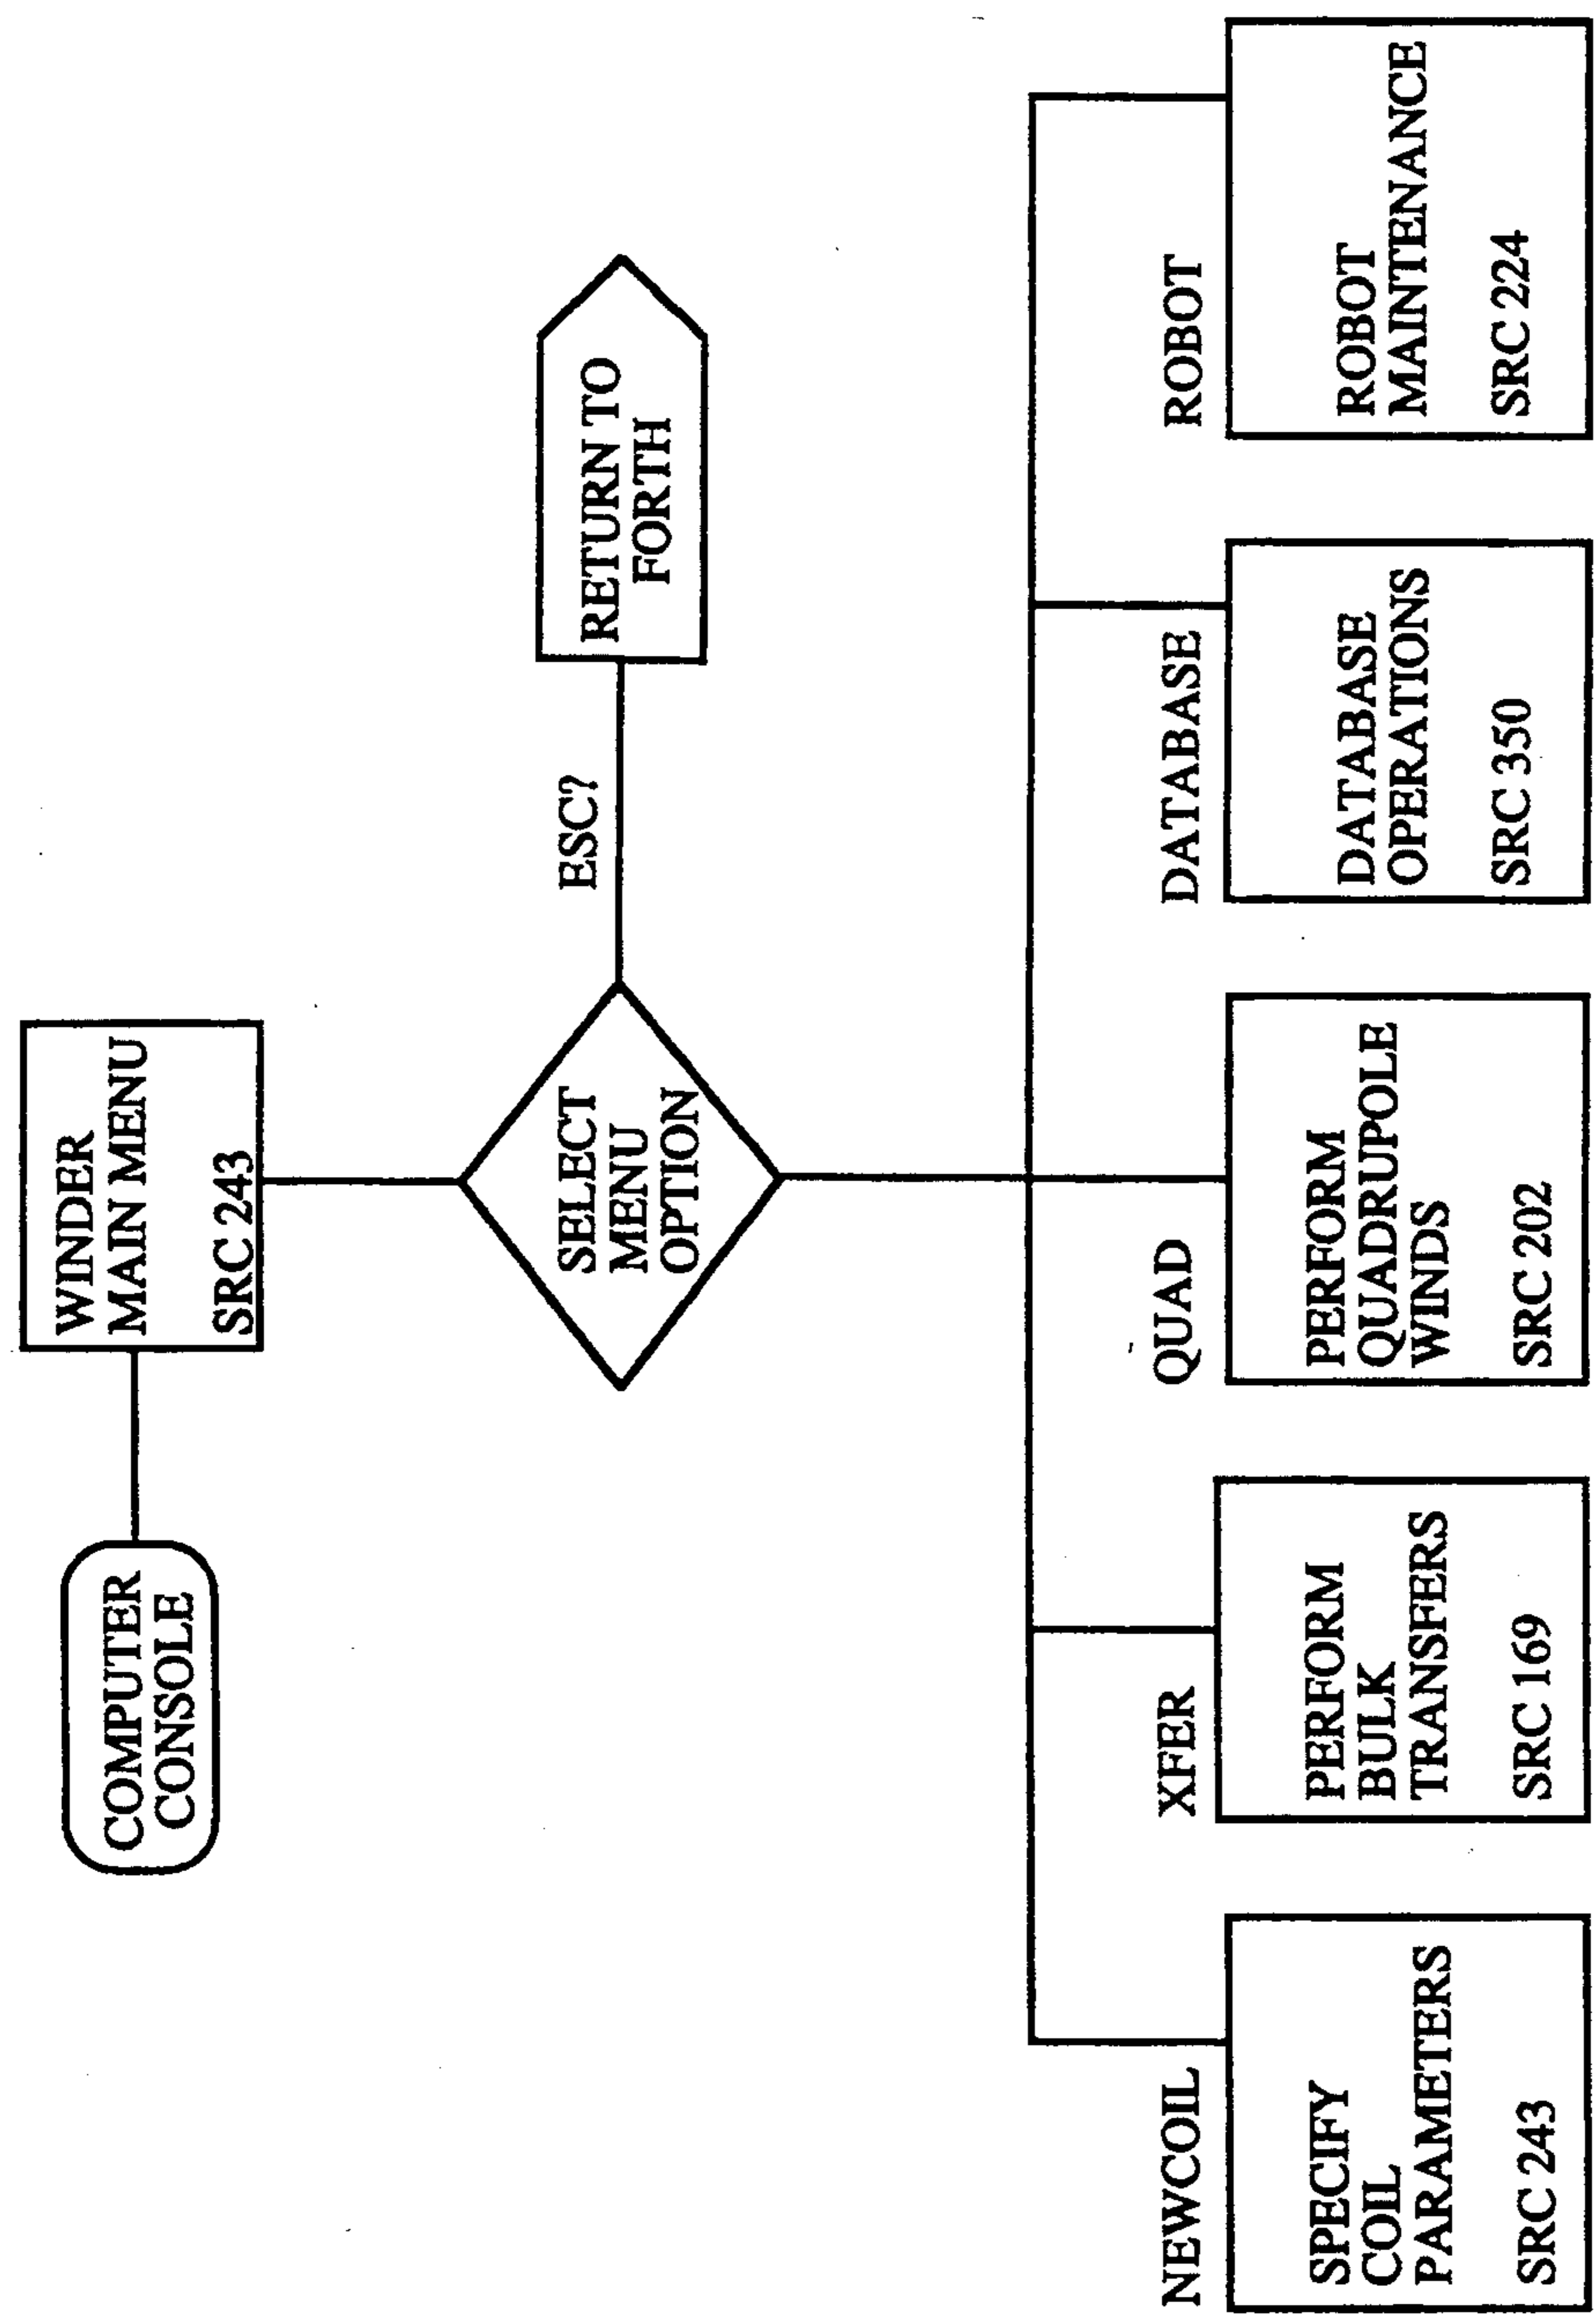 COMPUTER
CONSOLE
WINDER
MAIN MENU
SRC 243
SELECT
MENU
OPTION
ESC?
RETURN TO
FORTH
NEWCOIL
SPECIFY
COIL
PARAMETERS
SRC 243
XFER
PERFORM
BULK
TRANSFERS
SRC 169
QUAD
PERFORM
QUADRUPOLE
WINDS
SRC 202
DATABASE
DATABASE
OPERATIONS
SRC 350
ROBOT
ROBOT
MAINTENANCE
SRC 224